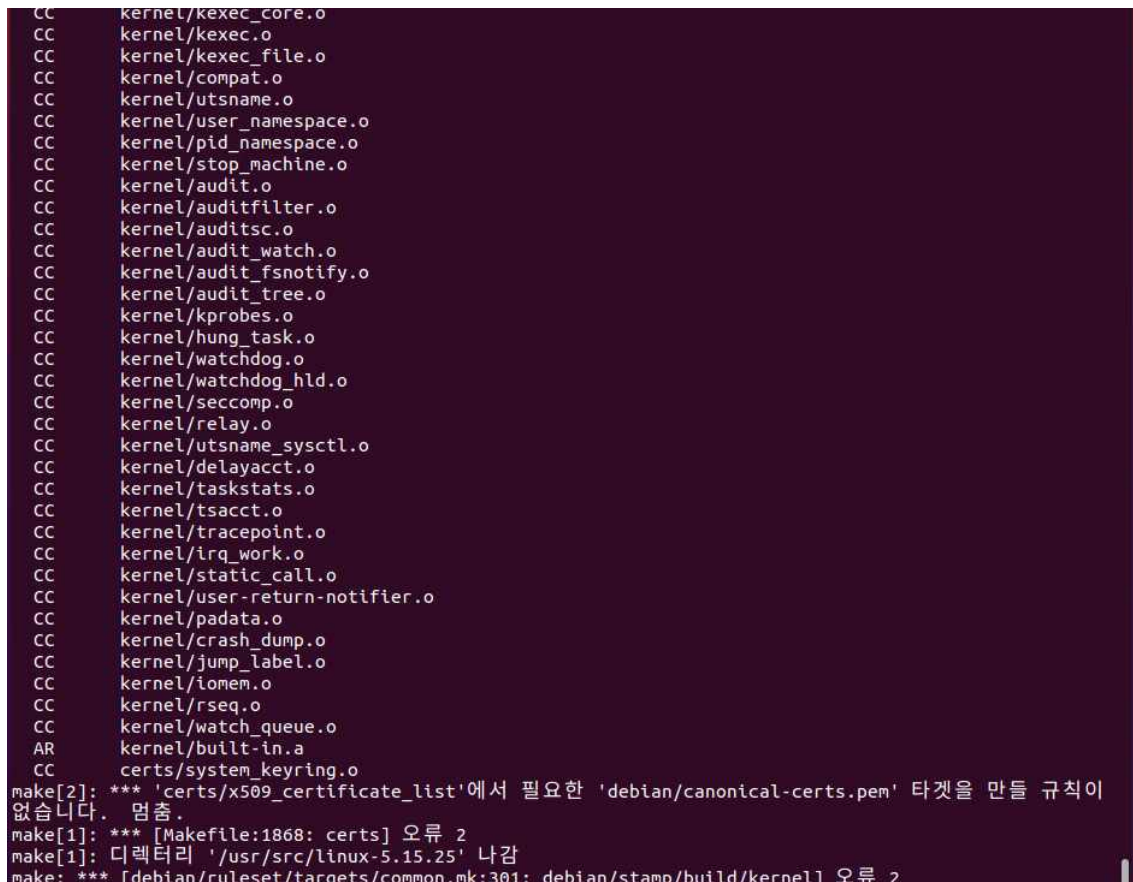 CC kernel/kexec_core.o
CC kernel/kexec.o
CC kernel/kexec_file.o
CC kernel/compat.o
CC kernel/utsname.o
CC kernel/user_namespace.o
CC kernel/pid_namespace.o
CC kernel/stop_machine.o
CC kernel/audit.o
CC kernel/auditfilter.o
CC kernel/auditsc.o
CC kernel/audit_watch.o
CC kernel/audit_fsnotify.o
CC kernel/audit_tree.o
CC kernel/kprobes.o
CC kernel/hung_task.o
CC kernel/watchdog.o
CC kernel/watchdog_hld.o
CC kernel/seccomp.o
CC kernel/relay.o
CC kernel/utsname_sysctl.o
CC kernel/delayacct.o
CC kernel/taskstats.o
CC kernel/tsacct.o
CC kernel/tracepoint.o
CC kernel/irq_work.o
CC kernel/static_call.o
CC kernel/user-return-notifier.o
CC kernel/padata.o
CC kernel/crash_dump.o
CC kernel/jump_label.o
CC kernel/iomem.o
CC kernel/rseq.o
CC kernel/watch_queue.o
AR kernel/built-in.a
CC certs/system_keyring.o
make[2]: *** 'certs/x509_certificate_list'에서 필요한 'debian/canonical-certs.pem' 타겟을 만들 규칙이
없습니다. 멈춤.
make[1]: *** [Makefile:1868: certs] 오류 2
make[1]: 디렉터리 '/usr/src/linux-5.15.25' 나감
make: *** [debian/ruleset/targets/common.mk:301: debian/stamp/build/kernel] 오류 2